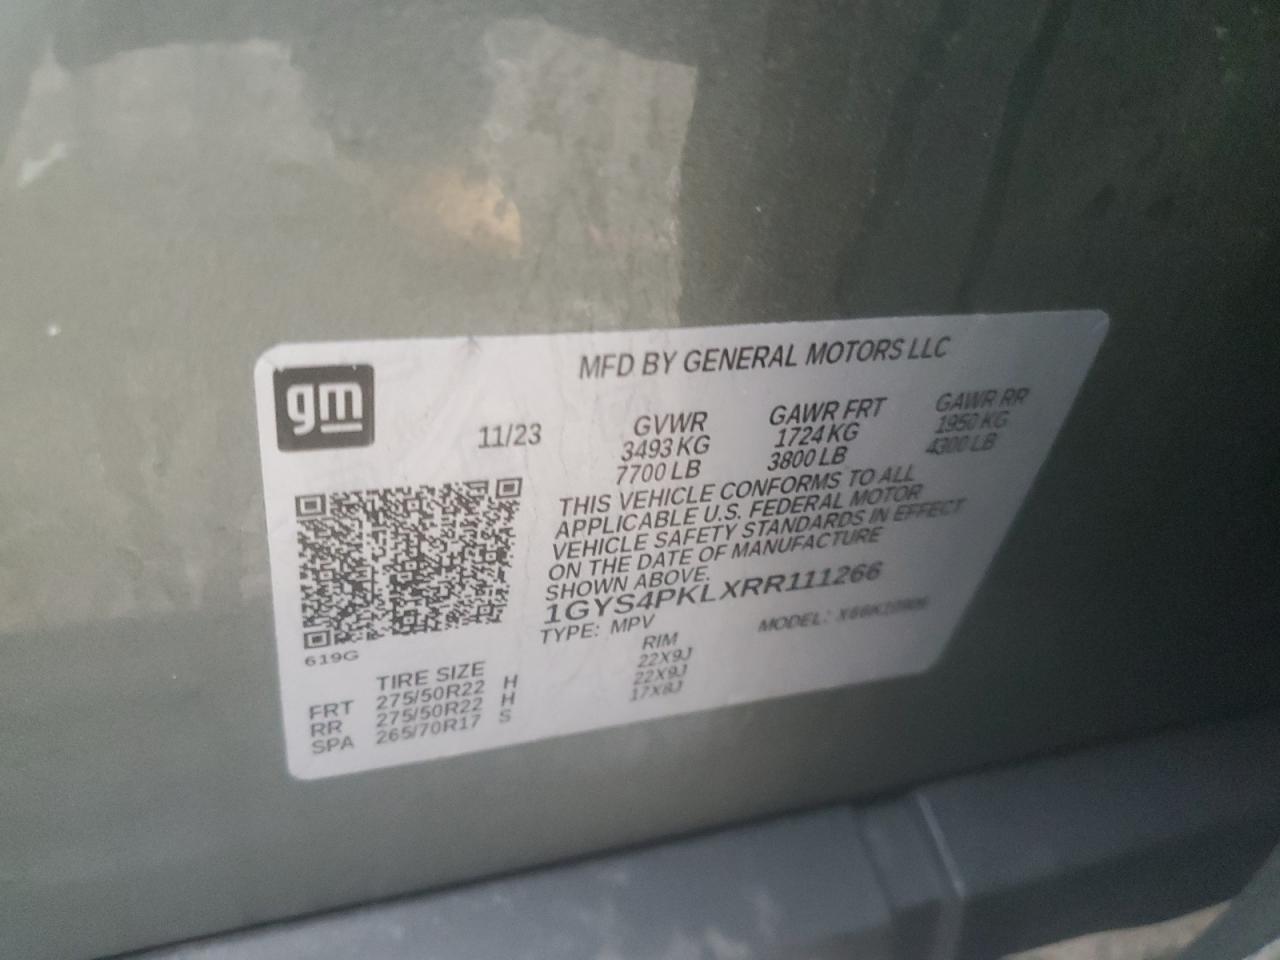 gm
MFD BY GENERAL MOTORS LLC
11/23 GVWR GAWR FRT GAWR RR
3493 KG 1724 KG 1950 KG
7700 LB 3800 LB 4300 LB
THIS VEHICLE CONFORMS TO ALL
APPLICABLE U.S. FEDERAL MOTOR
VEHICLE SAFETY STANDARDS IN EFFECT
ON THE DATE OF MANUFACTURE
SHOWN ABOVE.
1GYS4PKLXRR111266
TYPE: MPV MODEL:
619G
TIRE SIZE RIM
FRT 275/50R22 H 22X9J
RR 275/50R22 H 22X9J
SPA 265/70R17 S 17X8J